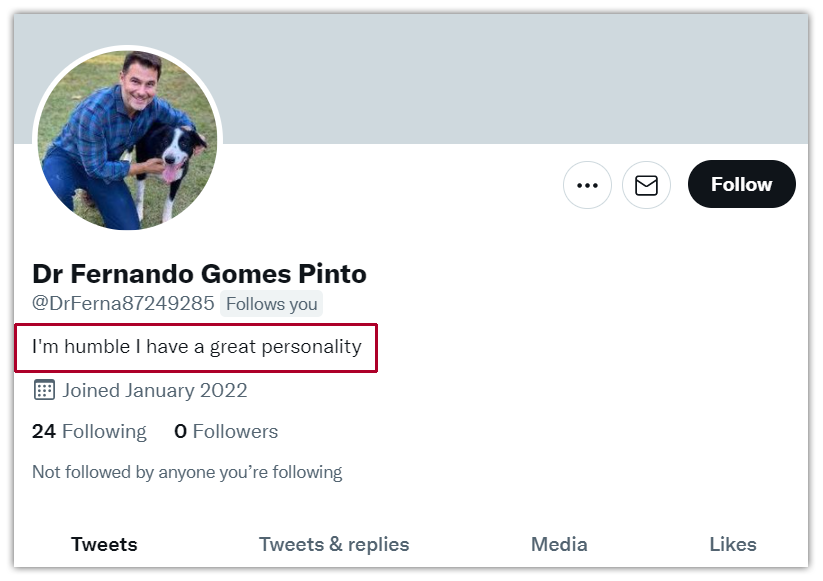 Follow
Dr Fernando Gomes Pinto
@DrFerna87249285 Follows you
I'm humble I have a great personality
Joined January 2022
24 Following 0 Followers
Not followed by anyone you’re following
Tweets Tweets & replies Media Likes